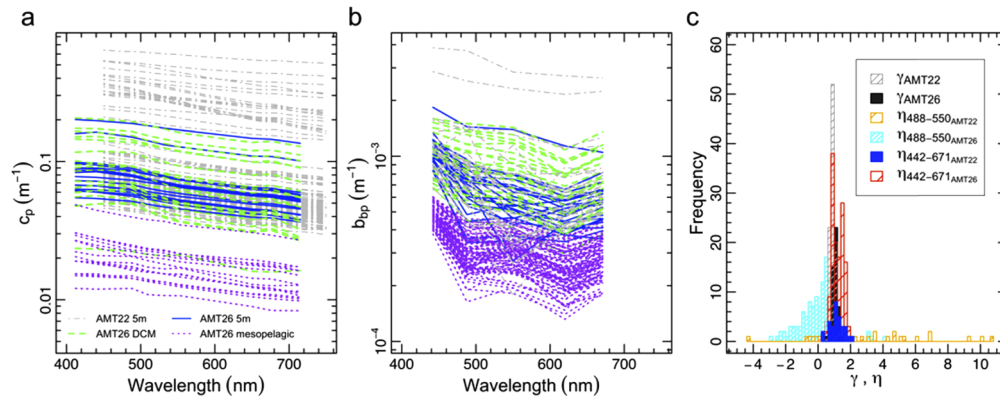 a
b
c
cp (m⁻¹)
0.1
0.01
AMT22 5m
AMT26 5m
AMT26 DCM
AMT26 mesopelagic
400 500 600 700
Wavelength (nm)
bbp (m⁻¹)
10⁻³
10⁻⁴
400 500 600 700
Wavelength (nm)
Frequency
60
50
40
30
20
10
0
γAMT22
γAMT26
η488−550AMT22
η488−550AMT26
η442−671AMT22
η442−671AMT26
−4 −2 0 2 4 6 8 10
γ , η